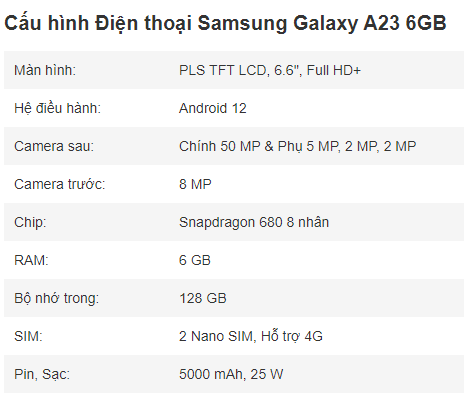 Cấu hình Điện thoại Samsung Galaxy A23 6GB
Màn hình: PLS TFT LCD, 6.6", Full HD+
Hệ điều hành: Android 12
Camera sau: Chính 50 MP & Phụ 5 MP, 2 MP, 2 MP
Camera trước: 8 MP
Chip: Snapdragon 680 8 nhân
RAM: 6 GB
Bộ nhớ trong: 128 GB
SIM: 2 Nano SIM, Hỗ trợ 4G
Pin, Sạc: 5000 mAh, 25 W